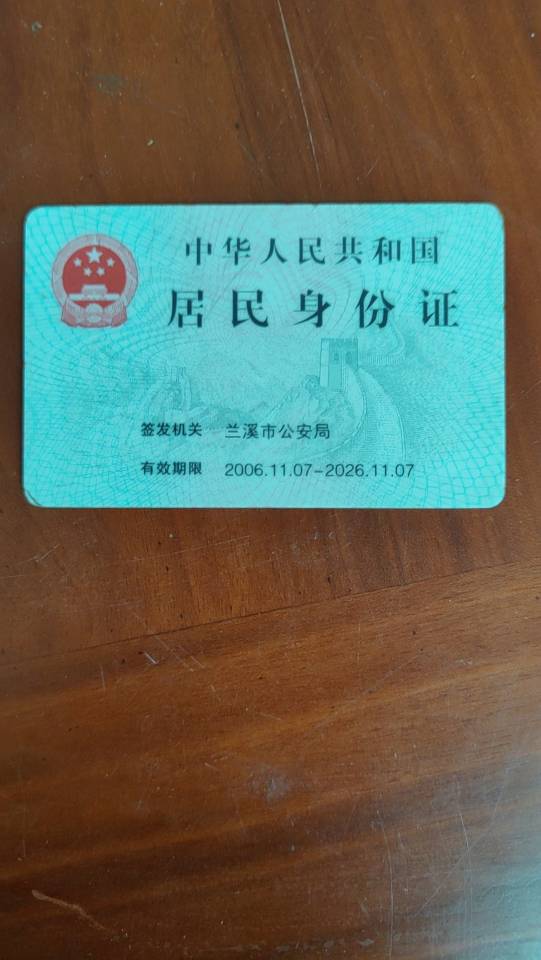 中华人民共和国
居民身份证
签发机关 兰溪市公安局
有效期限 2006.11.07-2026.11.07